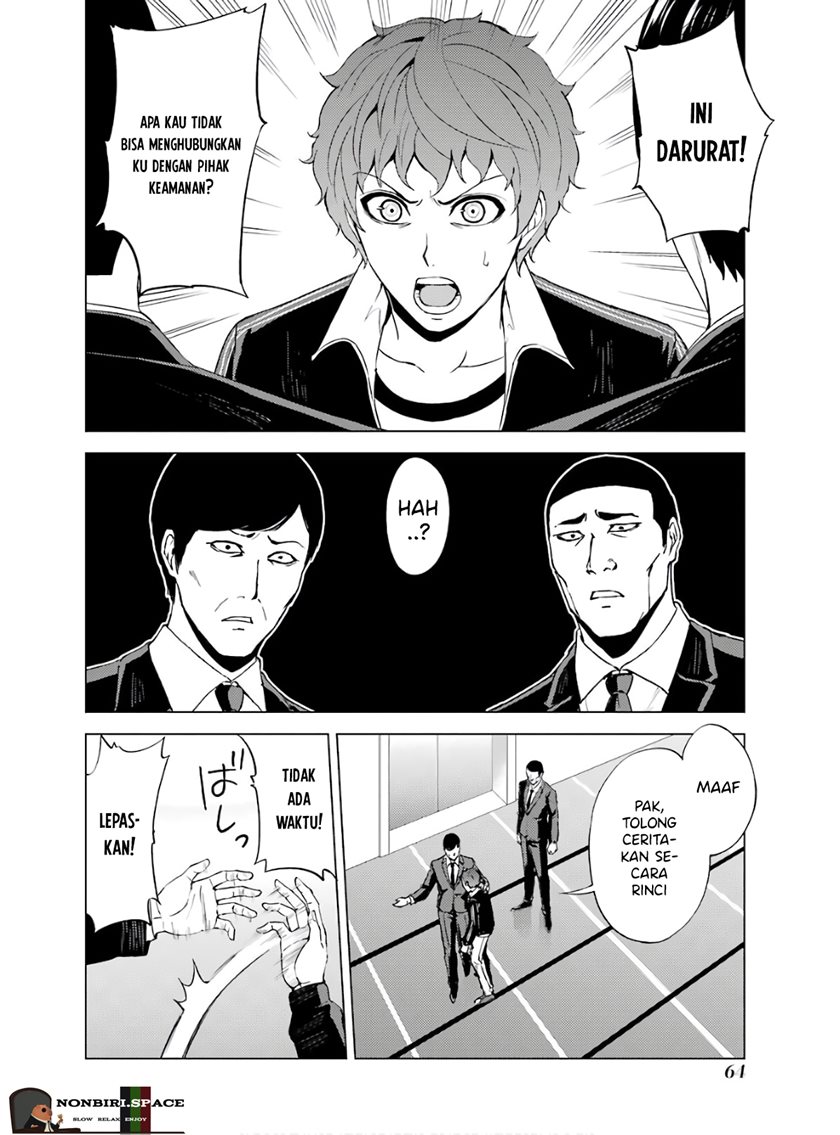 INI
DARURAT!
APA KAU TIDAK
BISA MENGHUBUNGKAN
KU DENGAN PIHAK
KEAMANAN?
HAH
..?
MAAF
PAK,
TOLONG
CERITA-
KAN SE-
CARA
RINCI
TIDAK
ADA
WAKTU!
ばしっ
LEPAS-
KAN!
64
NONBIRI.SPACE
SLOW RELAX ENJOY